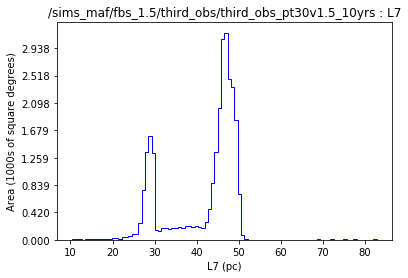 /sims_maf/fbs_1.5/third_obs/third_obs_pt30v1.5_10yrs : L7
2.938
2.518
2.098
1.679
1.259
0.839
0.420
0.000
Area (1000s of square degrees)
10 20 30 40 50 60 70 80 90
L7 (pc)